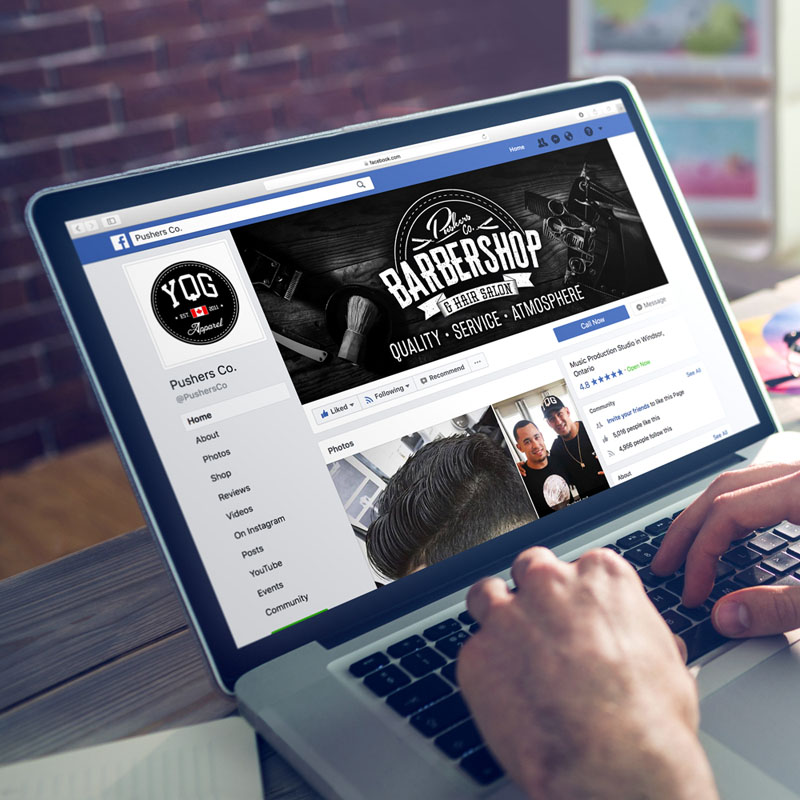 facebook.com
Pushers Co.
Home
YQG
EST. 2011
Apparel
Pushers Co.
BARBERSHOP
& HAIR SALON
QUALITY • SERVICE • ATMOSPHERE
Pushers Co.
@PushersCo
Home
About
Photos
Shop
Reviews
Videos
On Instagram
Posts
YouTube
Events
Community
Liked
Following
Recommend
...
Call Now
Message
Photos
Music Production Studio in Windsor,
Ontario
4.8 ★★★★★ · Open Now
Community See All
Invite your friends to like this Page
5,016 people like this
4,956 people follow this
About See All